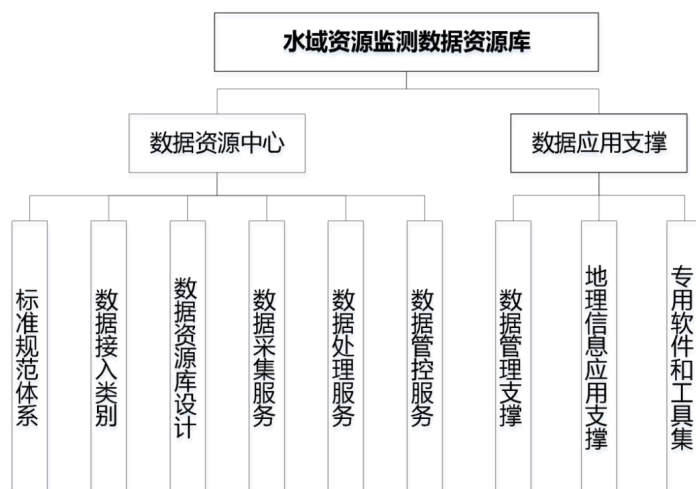 水域资源监测数据资源库
数据资源中心
数据应用支撑
标准规范体系
数据接入类别
数据资源库设计
数据采集服务
数据处理服务
数据管控服务
数据管理支撑
地理信息应用支撑
专用软件和工具集